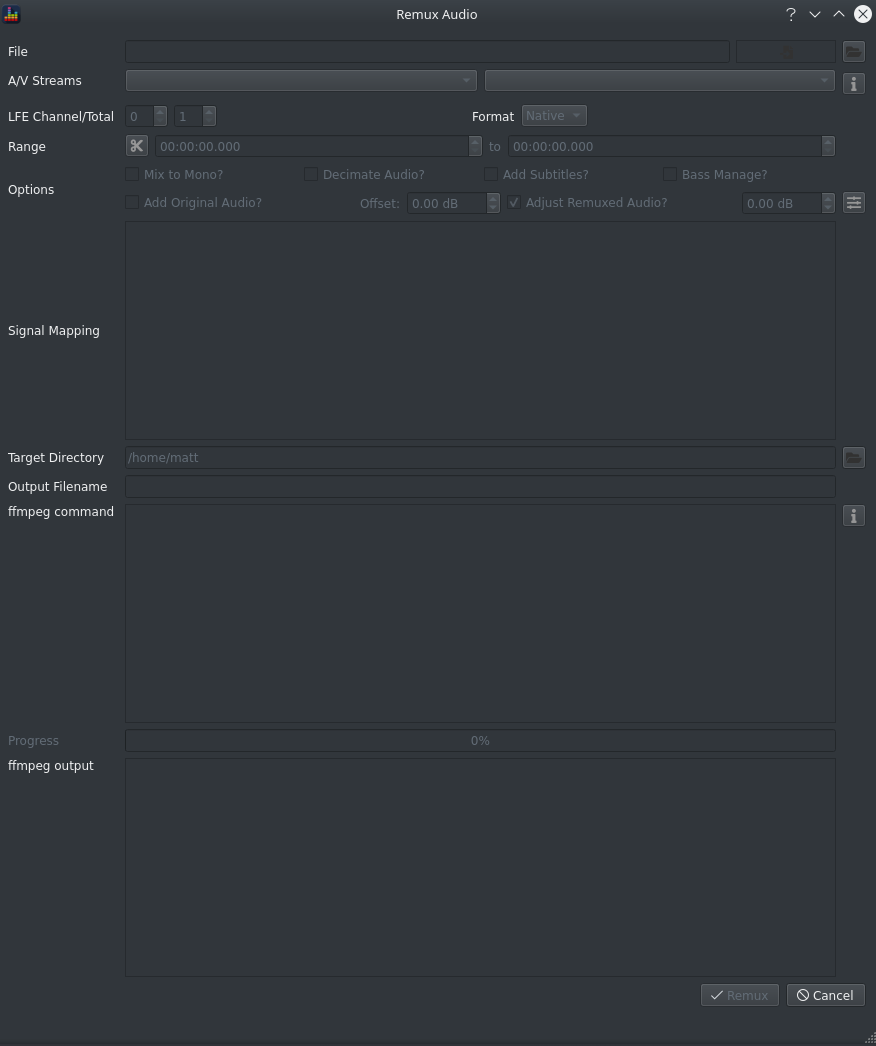 Remux Audio
File
A/V Streams
LFE Channel/Total 0 1 Format Native
Range 00:00:00.000 to 00:00:00.000
Mix to Mono? Decimate Audio? Add Subtitles? Bass Manage?
Options
Add Original Audio? Offset: 0.00 dB Adjust Remuxed Audio? 0.00 dB
Signal Mapping
Target Directory /home/matt
Output Filename
ffmpeg command
Progress 0%
ffmpeg output
Remux Cancel